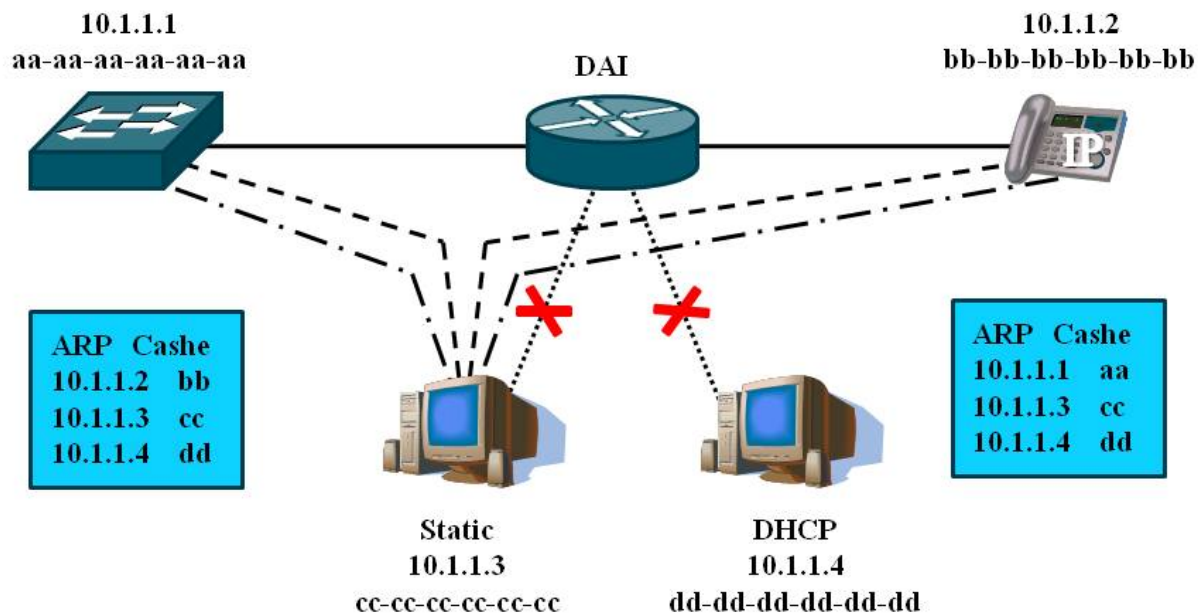 10.1.1.1
aa-aa-aa-aa-aa-aa
DAI
10.1.1.2
bb-bb-bb-bb-bb-bb
IP
ARP Cashe
10.1.1.2 bb
10.1.1.3 cc
10.1.1.4 dd
ARP Cashe
10.1.1.1 aa
10.1.1.3 cc
10.1.1.4 dd
Static
10.1.1.3
cc-cc-cc-cc-cc-cc
DHCP
10.1.1.4
dd-dd-dd-dd-dd-dd